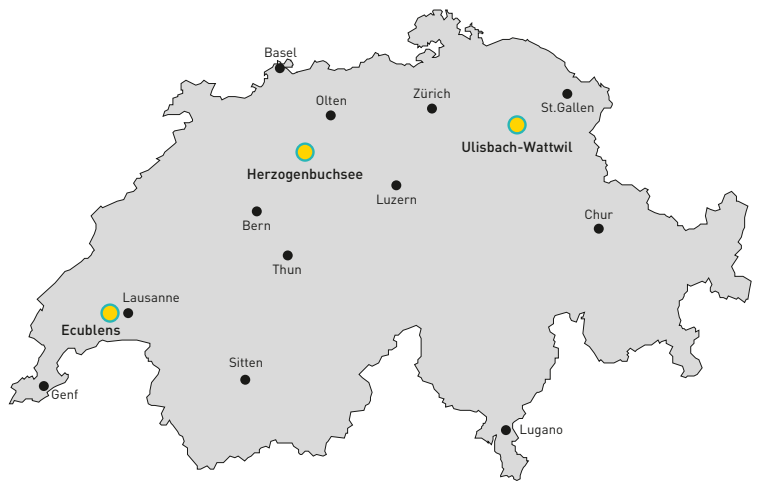 Basel
Zürich
Olten
St.Gallen
Ulisbach-Wattwil
Herzogenbuchsee
Luzern
Chur
Bern
Thun
Lausanne
Ecublens
Sitten
Genf
Lugano